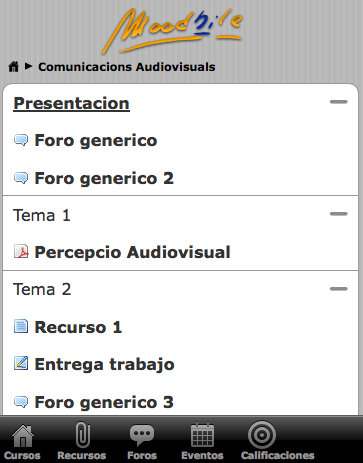 Moodbile
Comunicacions Audiovisuals
Presentacion
Foro generico
Foro generico 2
Tema 1
Percepcio Audiovisual
Tema 2
Recurso 1
Entrega trabajo
Foro generico 3
Cursos Recursos Foros Eventos Calificaciones